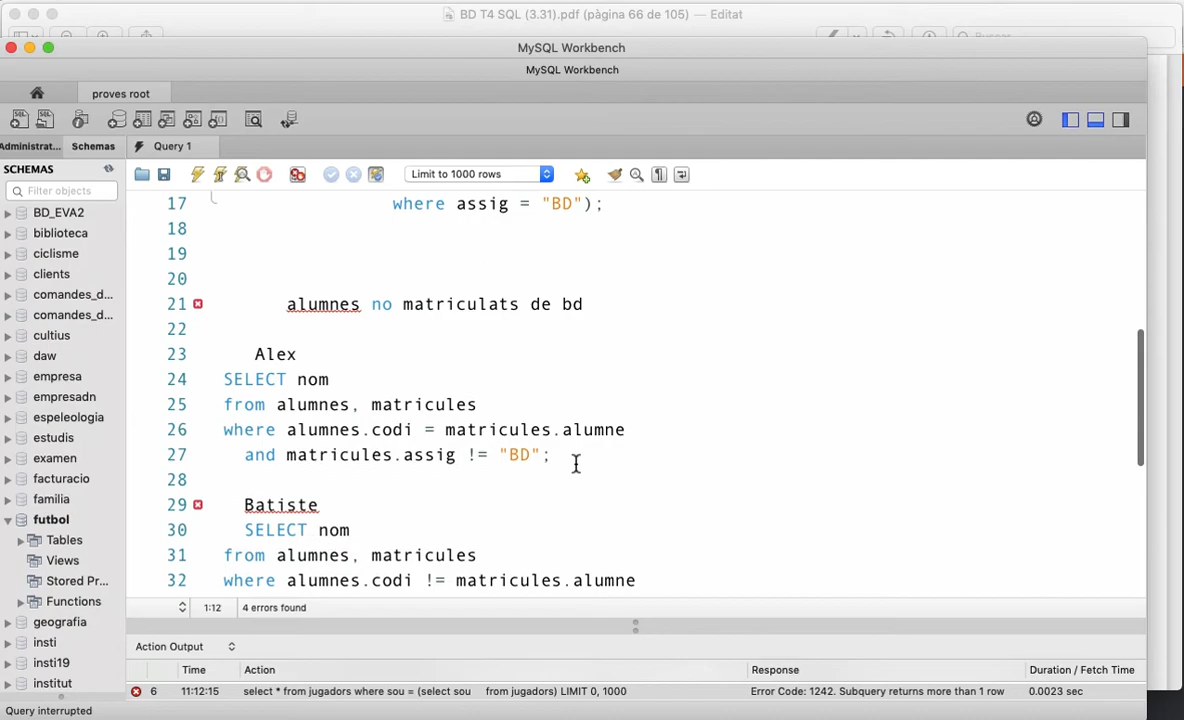 BD T4 SQL (3.31).pdf (pàgina 66 de 105) — Editat
MySQL Workbench
MySQL Workbench
proves root
Administrat... Schemas Query 1
SCHEMAS
Limit to 1000 rows
Filter objects
BD_EVA2
biblioteca
ciclisme
clients
comandes_d...
comandes_d...
cultius
daw
empresa
empresadn
espeleologia
estudis
examen
facturacio
familia
futbol
Tables
Views
Stored Pr...
Functions
geografia
insti
insti19
institut
17 where assig = "BD");
18
19
20
21 alumnes no matriculats de bd
22
23 Alex
24 SELECT nom
25 from alumnes, matricules
26 where alumnes.codi = matricules.alumne
27 and matricules.assig != "BD";
28
29 Batiste
30 SELECT nom
31 from alumnes, matricules
32 where alumnes.codi != matricules.alumne
1:12 4 errors found
Action Output
Time Action Response Duration / Fetch Time
6 11:12:15 select * from jugadors where sou = (select sou from jugadors) LIMIT 0, 1000 Error Code: 1242. Subquery returns more than 1 row 0.0023 sec
Query interrupted